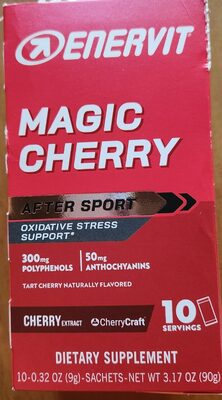 ENERVIT
MAGIC
CHERRY
AFTER SPORT
OXIDATIVE STRESS
SUPPORT*
300mg POLYPHENOLS | 50mg ANTHOCHYANINS
TART CHERRY NATURALLY FLAVORED
CHERRY EXTRACT CherryCraft™ 10 SERVINGS
DIETARY SUPPLEMENT
10-0.32 OZ (9g)-SACHETS-NET WT 3.17 OZ (90g)